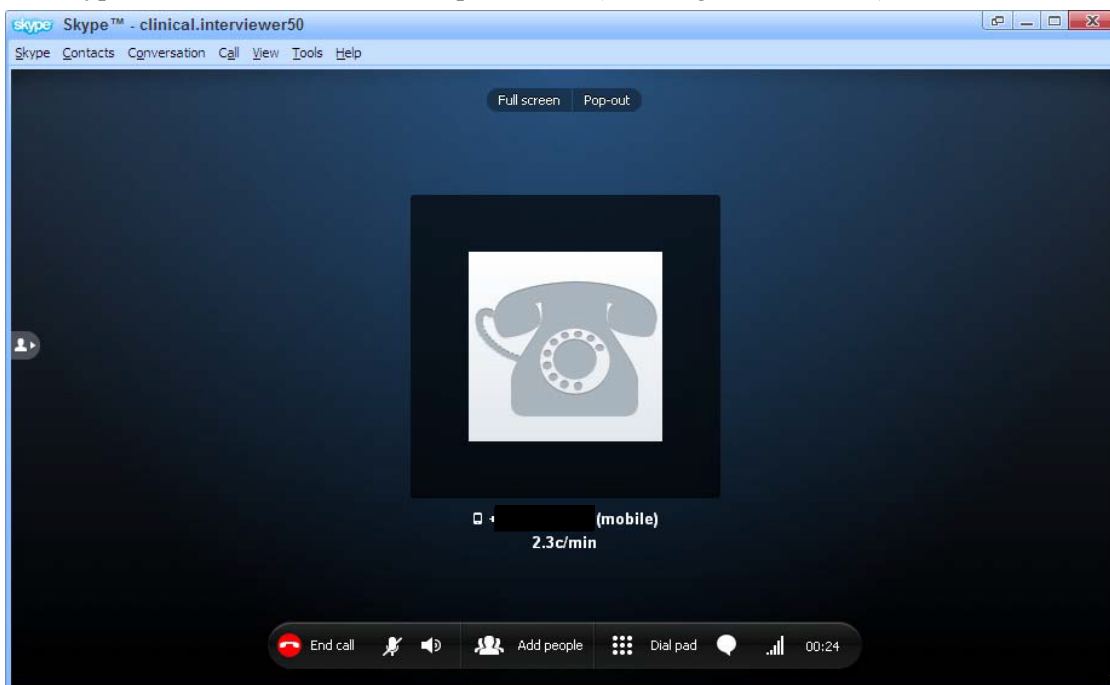 skype Skype™ - clinical.interviewer50
Skype Contacts Conversation Call View Tools Help
Full screen Pop-out
+ (mobile)
2.3c/min
End call Add people Dial pad 00:24